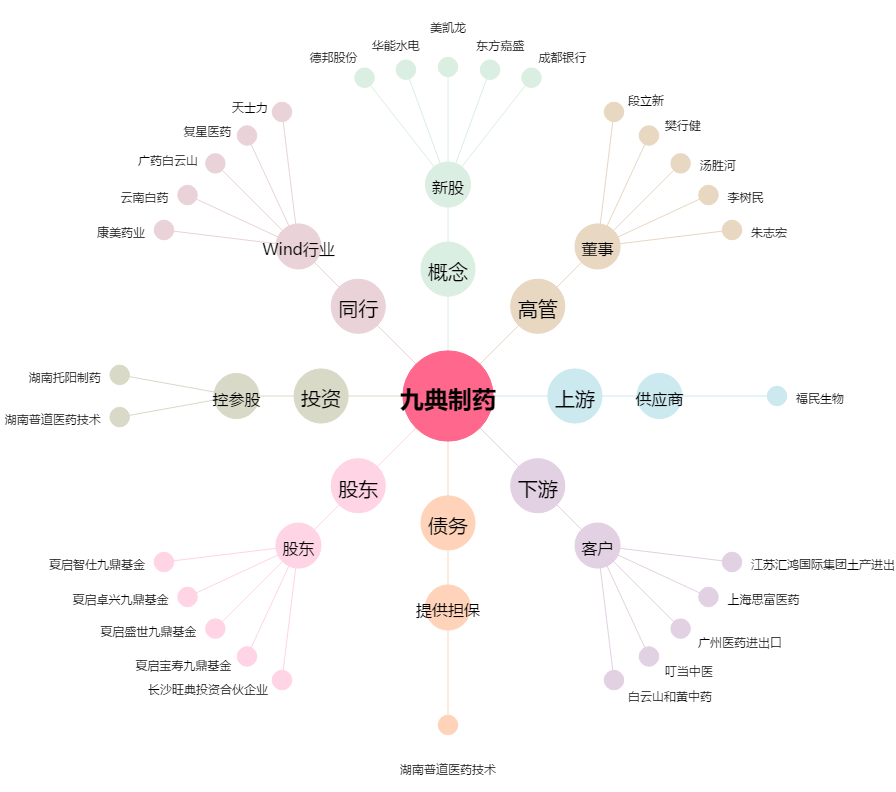 美凯龙
华能水电
东方嘉盛
德邦股份
成都银行
天士力
段立新
复星医药
樊行健
广药白云山
汤胜河
云南白药
新股
李树民
康美药业
朱志宏
Wind行业
董事
概念
同行
高管
湖南托阳制药
控参股
投资
九典制药
上游
供应商
福民生物
湖南普道医药技术
股东
下游
债务
股东
客户
夏启智仕九鼎基金
江苏汇鸿国际集团土产进出
夏启卓兴九鼎基金
上海思富医药
提供担保
夏启盛世九鼎基金
广州医药进出口
夏启宝寿九鼎基金
叮当中医
长沙旺典投资合伙企业
白云山和黄中药
湖南普道医药技术